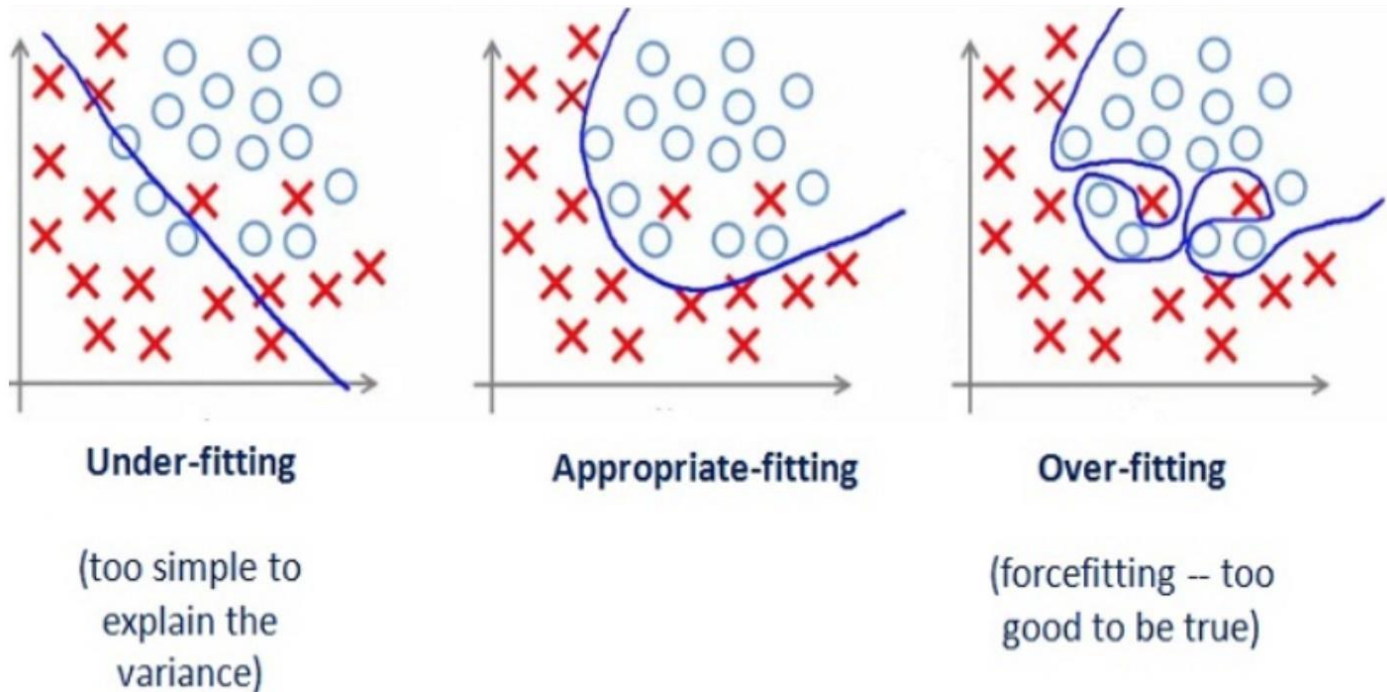 Under-fitting
Appropriate-fitting
Over-fitting
(too simple to
explain the
variance)
(forcefitting -- too
good to be true)